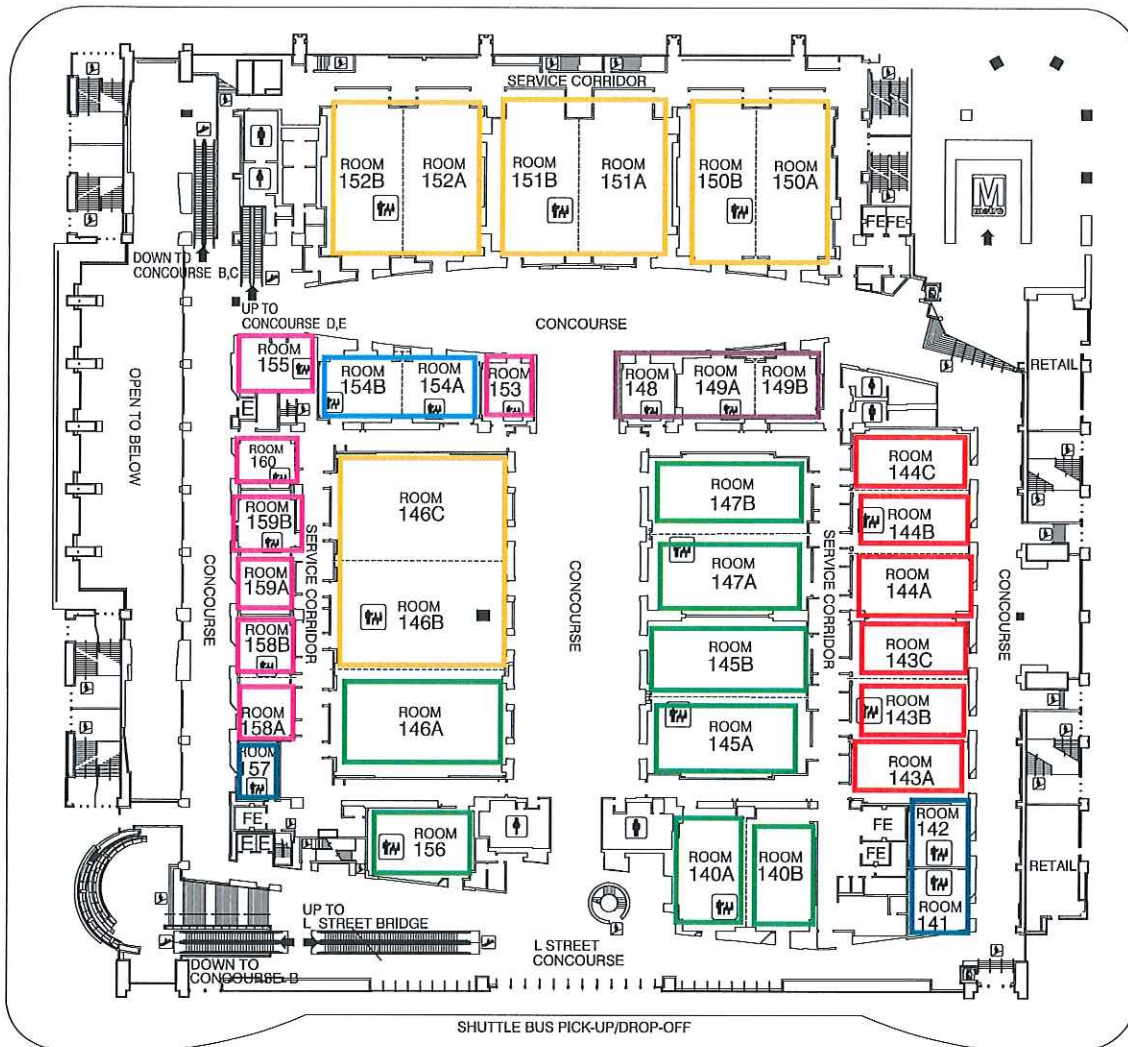 SERVICE CORRIDOR
ROOM
152B
ROOM
152A
ROOM
151B
ROOM
151A
ROOM
150B
ROOM
150A
FE
FE
M
metro
DOWN TO
CONCOURSE B,C
UP TO
CONCOURSE D,E
CONCOURSE
ROOM
155
ROOM
154B
ROOM
154A
ROOM
153
ROOM
148
ROOM
149A
ROOM
149B
RETAIL
OPEN TO BELOW
E
ROOM
160
ROOM
159B
ROOM
159A
ROOM
158B
ROOM
158A
ROOM
157
CONCOURSE
SERVICE CORRIDOR
ROOM
146C
ROOM
146B
ROOM
146A
CONCOURSE
ROOM
147B
ROOM
147A
ROOM
145B
ROOM
145A
SERVICE CORRIDOR
ROOM
144C
ROOM
144B
ROOM
144A
ROOM
143C
ROOM
143B
ROOM
143A
CONCOURSE
FE
E E
ROOM
156
ROOM
140A
ROOM
140B
FE
FE
ROOM
142
ROOM
141
RETAIL
UP TO
L STREET BRIDGE
DOWN TO
CONCOURSE B
L STREET
CONCOURSE
SHUTTLE BUS PICK-UP/DROP-OFF